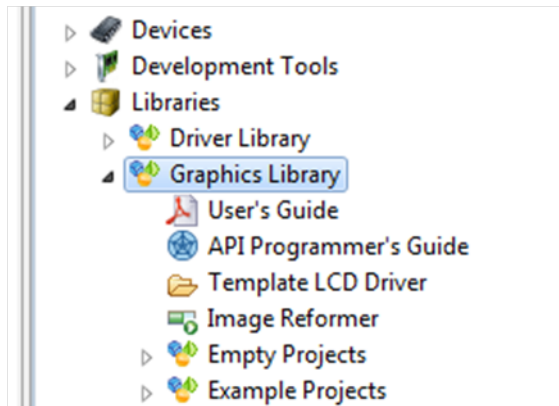 Devices
Development Tools
Libraries
Driver Library
Graphics Library
User's Guide
API Programmer's Guide
Template LCD Driver
Image Reformer
Empty Projects
Example Projects